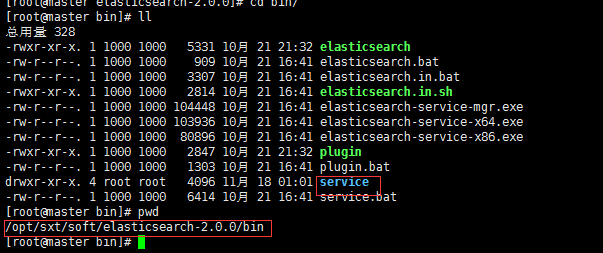 [root@master elasticsearch-2.0.0]# cd bin/
[root@master bin]# ll
总用量 328
-rwxr-xr-x. 1 1000 1000 5331 10月 21 21:32 elasticsearch
-rw-r--r--. 1 1000 1000 909 10月 21 16:41 elasticsearch.bat
-rw-r--r--. 1 1000 1000 3307 10月 21 16:41 elasticsearch.in.bat
-rwxr-xr-x. 1 1000 1000 2814 10月 21 16:41 elasticsearch.in.sh
-rw-r--r--. 1 1000 1000 104448 10月 21 16:41 elasticsearch-service-mgr.exe
-rw-r--r--. 1 1000 1000 103936 10月 21 16:41 elasticsearch-service-x64.exe
-rw-r--r--. 1 1000 1000 80896 10月 21 16:41 elasticsearch-service-x86.exe
-rwxr-xr-x. 1 1000 1000 2847 10月 21 21:32 plugin
-rw-r--r--. 1 1000 1000 1303 10月 21 16:41 plugin.bat
drwxr-xr-x. 4 root root 4096 11月 18 01:01 service
-rw-r--r--. 1 1000 1000 6414 10月 21 16:41 service.bat
[root@master bin]# pwd
/opt/sxt/soft/elasticsearch-2.0.0/bin
[root@master bin]#